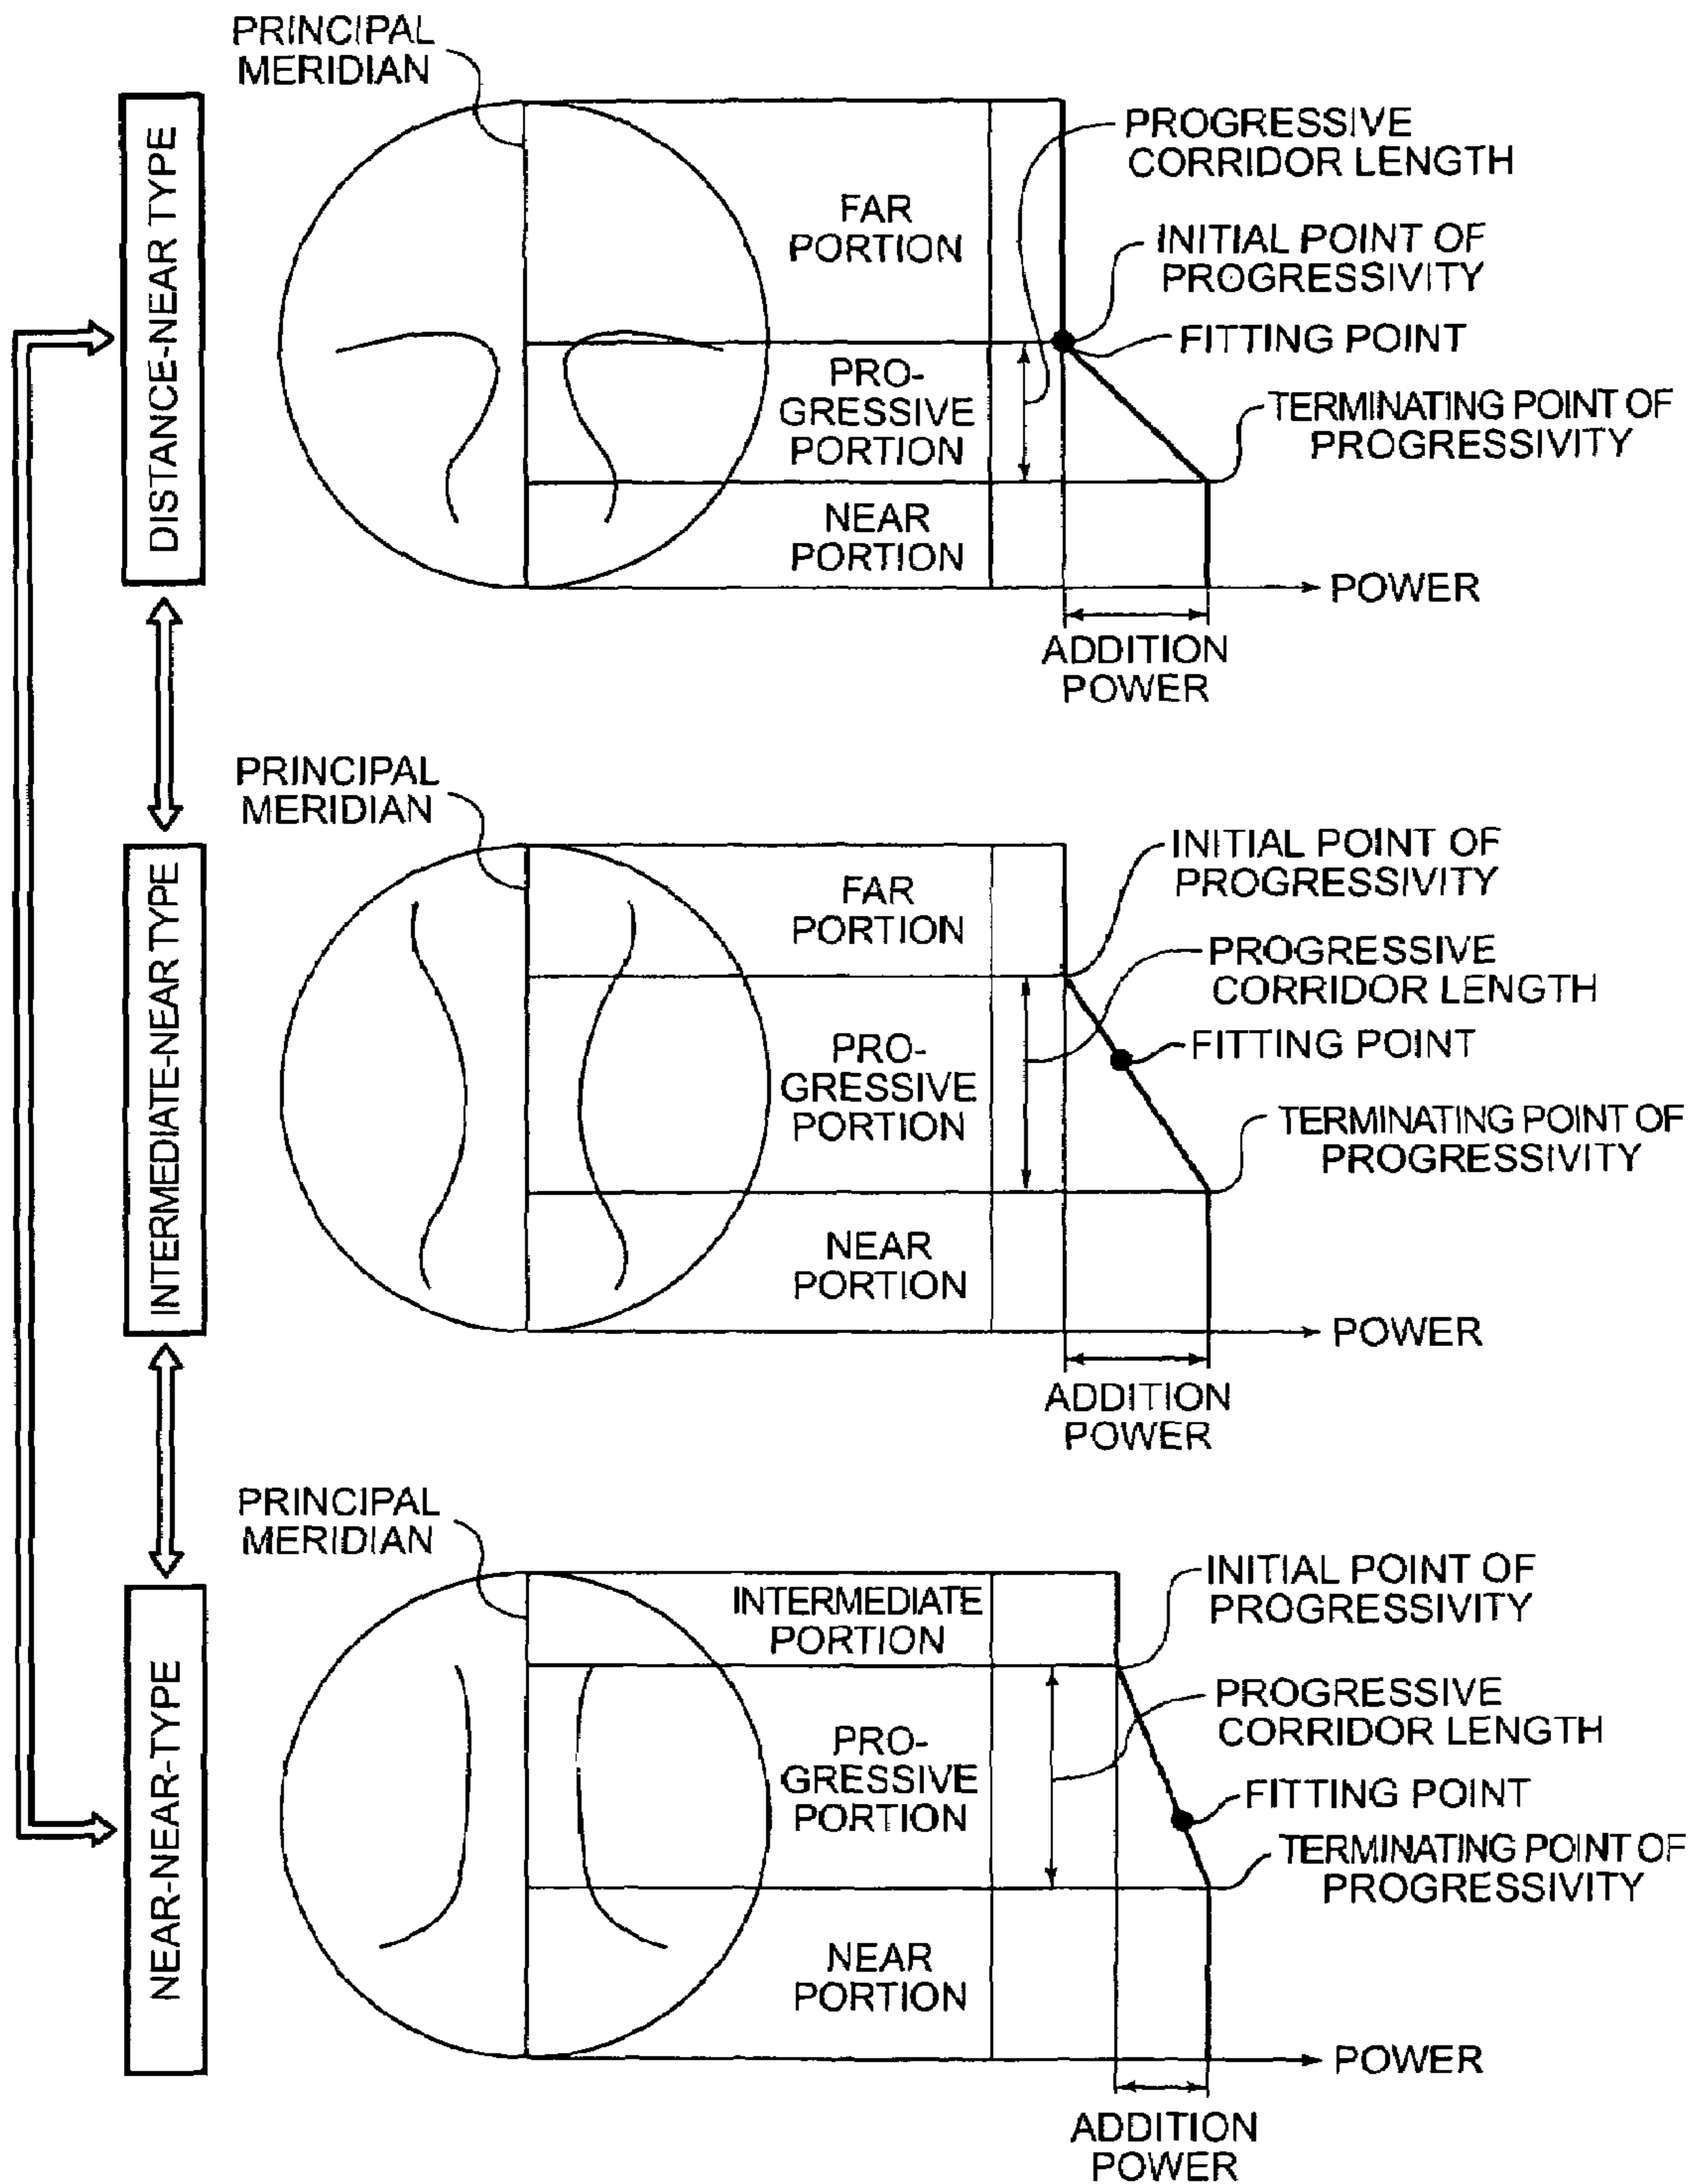 DISTANCE-NEAR TYPE
PRINCIPAL
MERIDIAN
FAR
PORTION
PRO-
GRESSIVE
PORTION
NEAR
PORTION
PROGRESSIVE
CORRIDOR LENGTH
INITIAL POINT OF
PROGRESSIVITY
FITTING POINT
TERMINATING POINT OF
PROGRESSIVITY
POWER
ADDITION
POWER
INTERMEDIATE-NEAR TYPE
PRINCIPAL
MERIDIAN
FAR
PORTION
PRO-
GRESSIVE
PORTION
NEAR
PORTION
INITIAL POINT OF
PROGRESSIVITY
PROGRESSIVE
CORRIDOR LENGTH
FITTING POINT
TERMINATING POINT OF
PROGRESSIVITY
POWER
ADDITION
POWER
NEAR-NEAR-TYPE
PRINCIPAL
MERIDIAN
INTERMEDIATE
PORTION
PRO-
GRESSIVE
PORTION
NEAR
PORTION
INITIAL POINT OF
PROGRESSIVITY
PROGRESSIVE
CORRIDOR LENGTH
FITTING POINT
TERMINATING POINT OF
PROGRESSIVITY
POWER
ADDITION
POWER